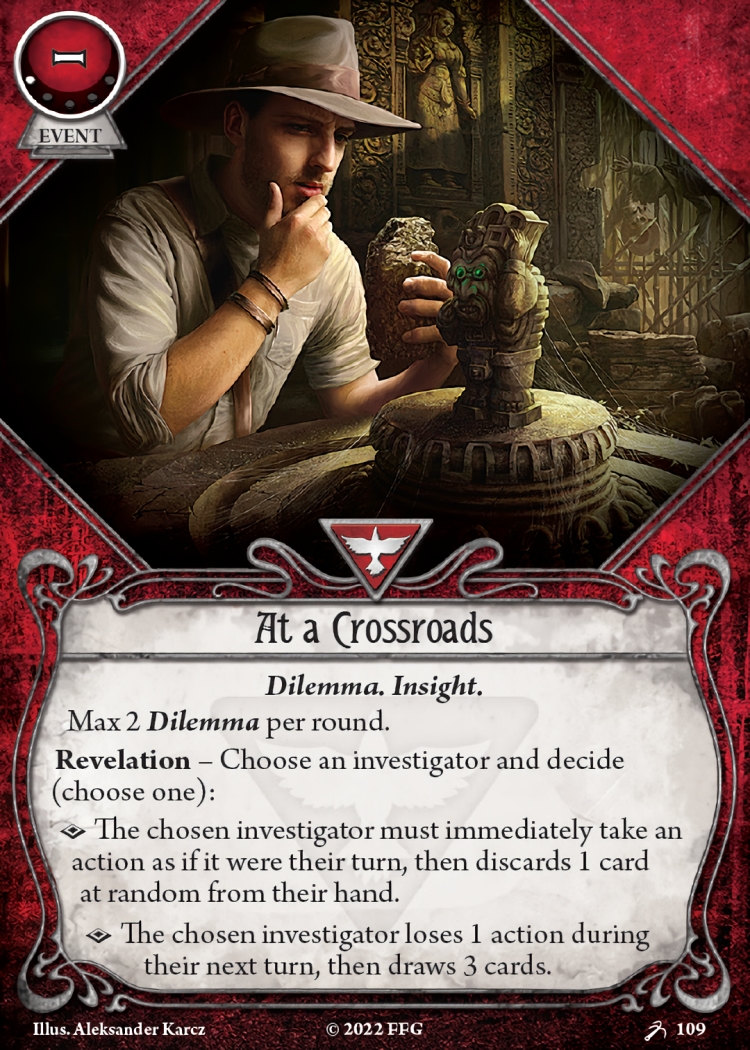 EVENT
At a Crossroads
Dilemma. Insight.
Max 2 Dilemma per round.
Revelation – Choose an investigator and decide
(choose one):
The chosen investigator must immediately take an
action as if it were their turn, then discards 1 card
at random from their hand.
The chosen investigator loses 1 action during
their next turn, then draws 3 cards.
Illus. Aleksander Karcz © 2022 FFG 109